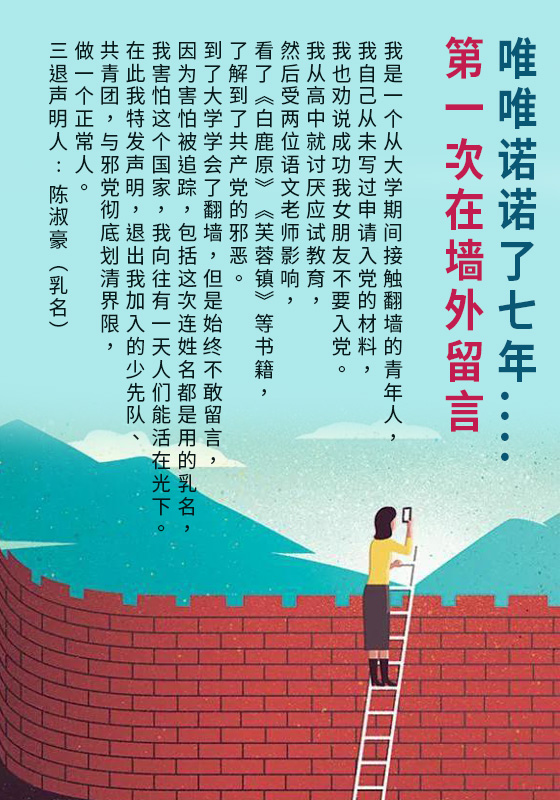 唯唯诺诺了七年……
第一次在墙外留言
我是一个从大学期间接触翻墙的青年人，
我自己从未写过申请入党的材料，
我也劝说成功我女朋友不要入党。
我从高中就讨厌应试教育，
然后受两位语文老师影响，
看了《白鹿原》《芙蓉镇》等书籍，
了解到了共产党的邪恶。
到了大学学会了翻墙，但是始终不敢留言，
因为害怕被追踪，包括这次连姓名都是用的乳名，
我害怕这个国家，我向往有一天人们能活在光下。
在此我特发声明，退出我加入的少先队、
共青团，与邪党彻底划清界限，
做一个正常人。
三退声明人：陈淑豪（乳名）